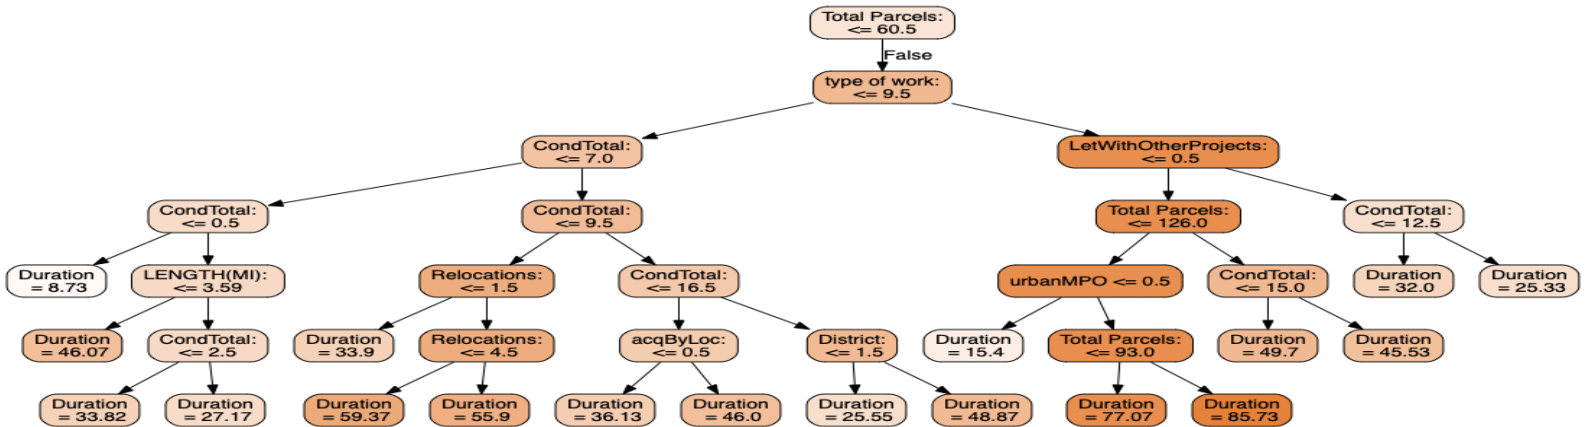 Total Parcels:
<= 60.5
False
type of work:
<= 9.5
CondTotal:
<= 7.0
LetWithOtherProjects:
<= 0.5
CondTotal:
<= 0.5
CondTotal:
<= 9.5
Total Parcels:
<= 126.0
CondTotal:
<= 12.5
Duration
= 8.73
LENGTH(MI):
<= 3.59
Relocations:
<= 1.5
CondTotal:
<= 16.5
urbanMPO <= 0.5
CondTotal:
<= 15.0
Duration
= 32.0
Duration
= 25.33
Duration
= 46.07
CondTotal:
<= 2.5
Duration
= 33.9
Relocations:
<= 4.5
acqByLoc:
<= 0.5
District:
<= 1.5
Duration
= 15.4
Total Parcels:
<= 93.0
Duration
= 49.7
Duration
= 45.53
Duration
= 33.82
Duration
= 27.17
Duration
= 59.37
Duration
= 55.9
Duration
= 36.13
Duration
= 46.0
Duration
= 25.55
Duration
= 48.87
Duration
= 77.07
Duration
= 85.73